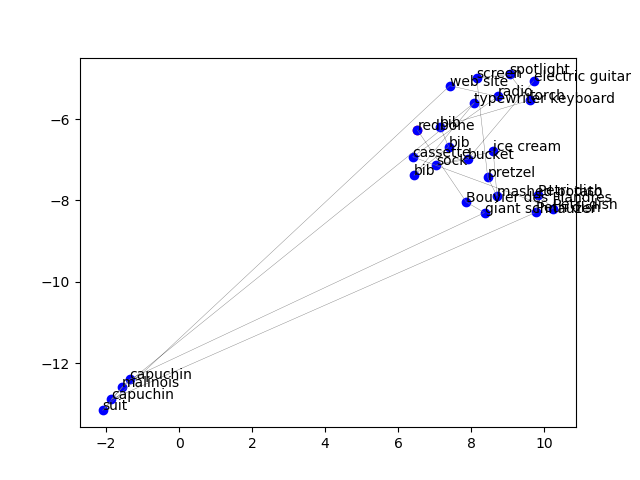 screen
spotlight
web site
electric guitar
radio
torch
typewriter keyboard
redbone
bib
bib
ice cream
cassette
bucket
sock
bib
pretzel
mashed potato
Petri dish
Bouvier des Flandres
giant schnauzer
capuchin
malinois
capuchin
suit
−6
−8
−10
−12
−2
0
2
4
6
8
10